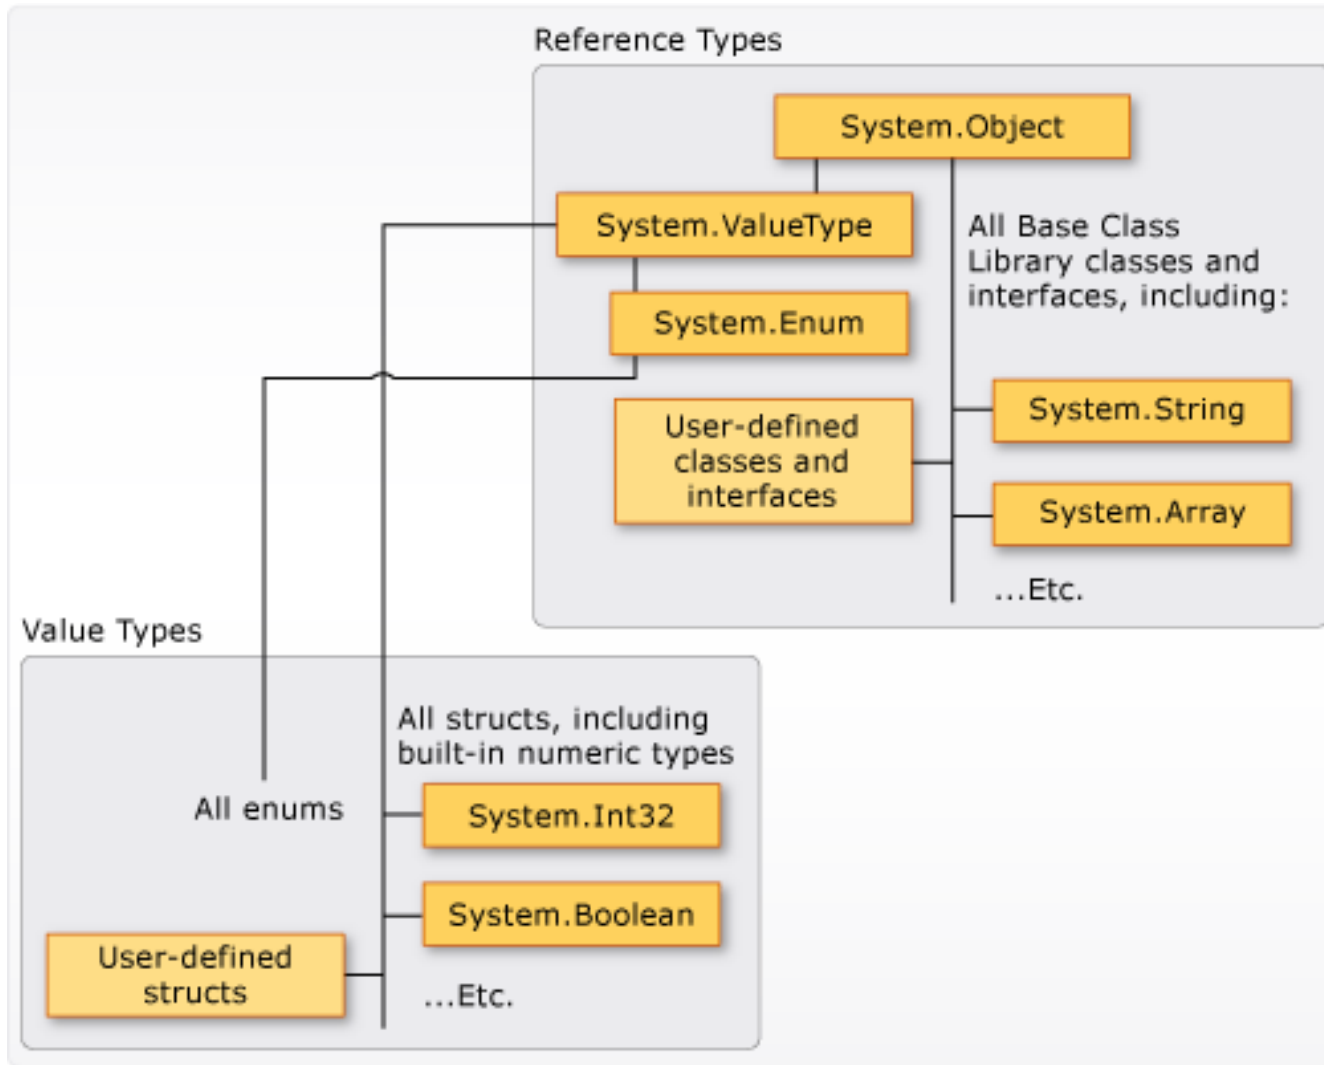 Reference Types
System.Object
System.ValueType
All Base Class
Library classes and
interfaces, including:
System.Enum
System.String
User-defined
classes and
interfaces
System.Array
...Etc.
Value Types
All structs, including
built-in numeric types
All enums
System.Int32
System.Boolean
User-defined
structs
...Etc.